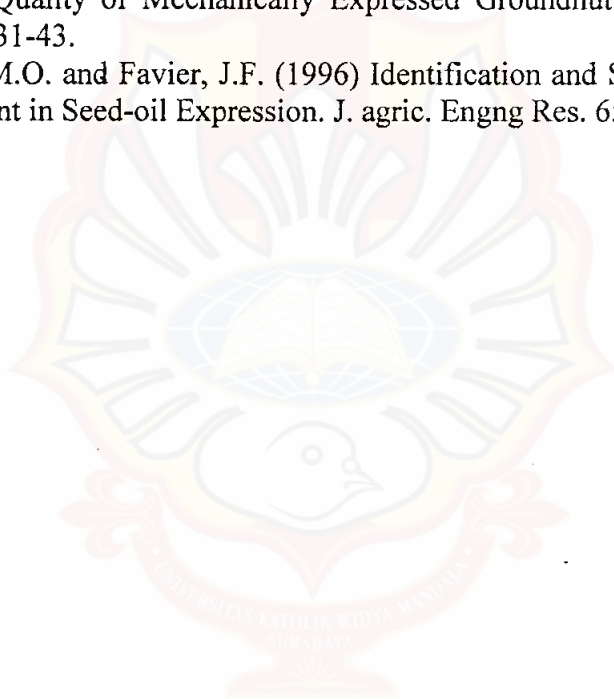 Quality of Mechanically Expressed Groundnut
31-43.
M.O. and Favier, J.F. (1996) Identification and S
nt in Seed-oil Expression. J. agric. Engng Res. 6
UNIVERSITAS KATOLIK WIDYA MANDALA
SURABAYA